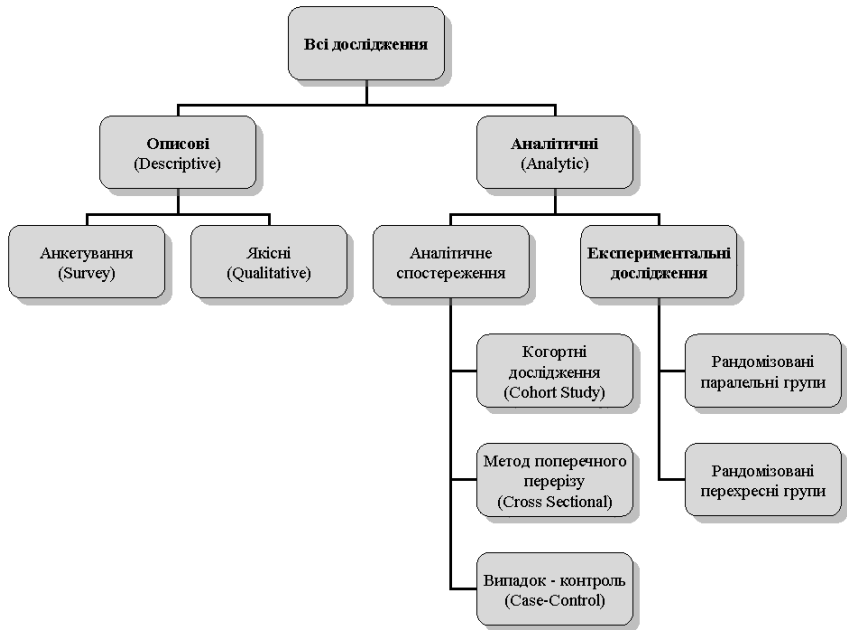 Всі дослідження
Описові
(Descriptive)
Аналітичні
(Analytic)
Анкетування
(Survey)
Якісні
(Qualitative)
Аналітичне
спостереження
Експериментальні
дослідження
Когортні
дослідження
(Cohort Study)
Рандомізовані
паралельні групи
Метод поперечного
перерізу
(Cross Sectional)
Рандомізовані
перехресні групи
Випадок - контроль
(Case-Control)